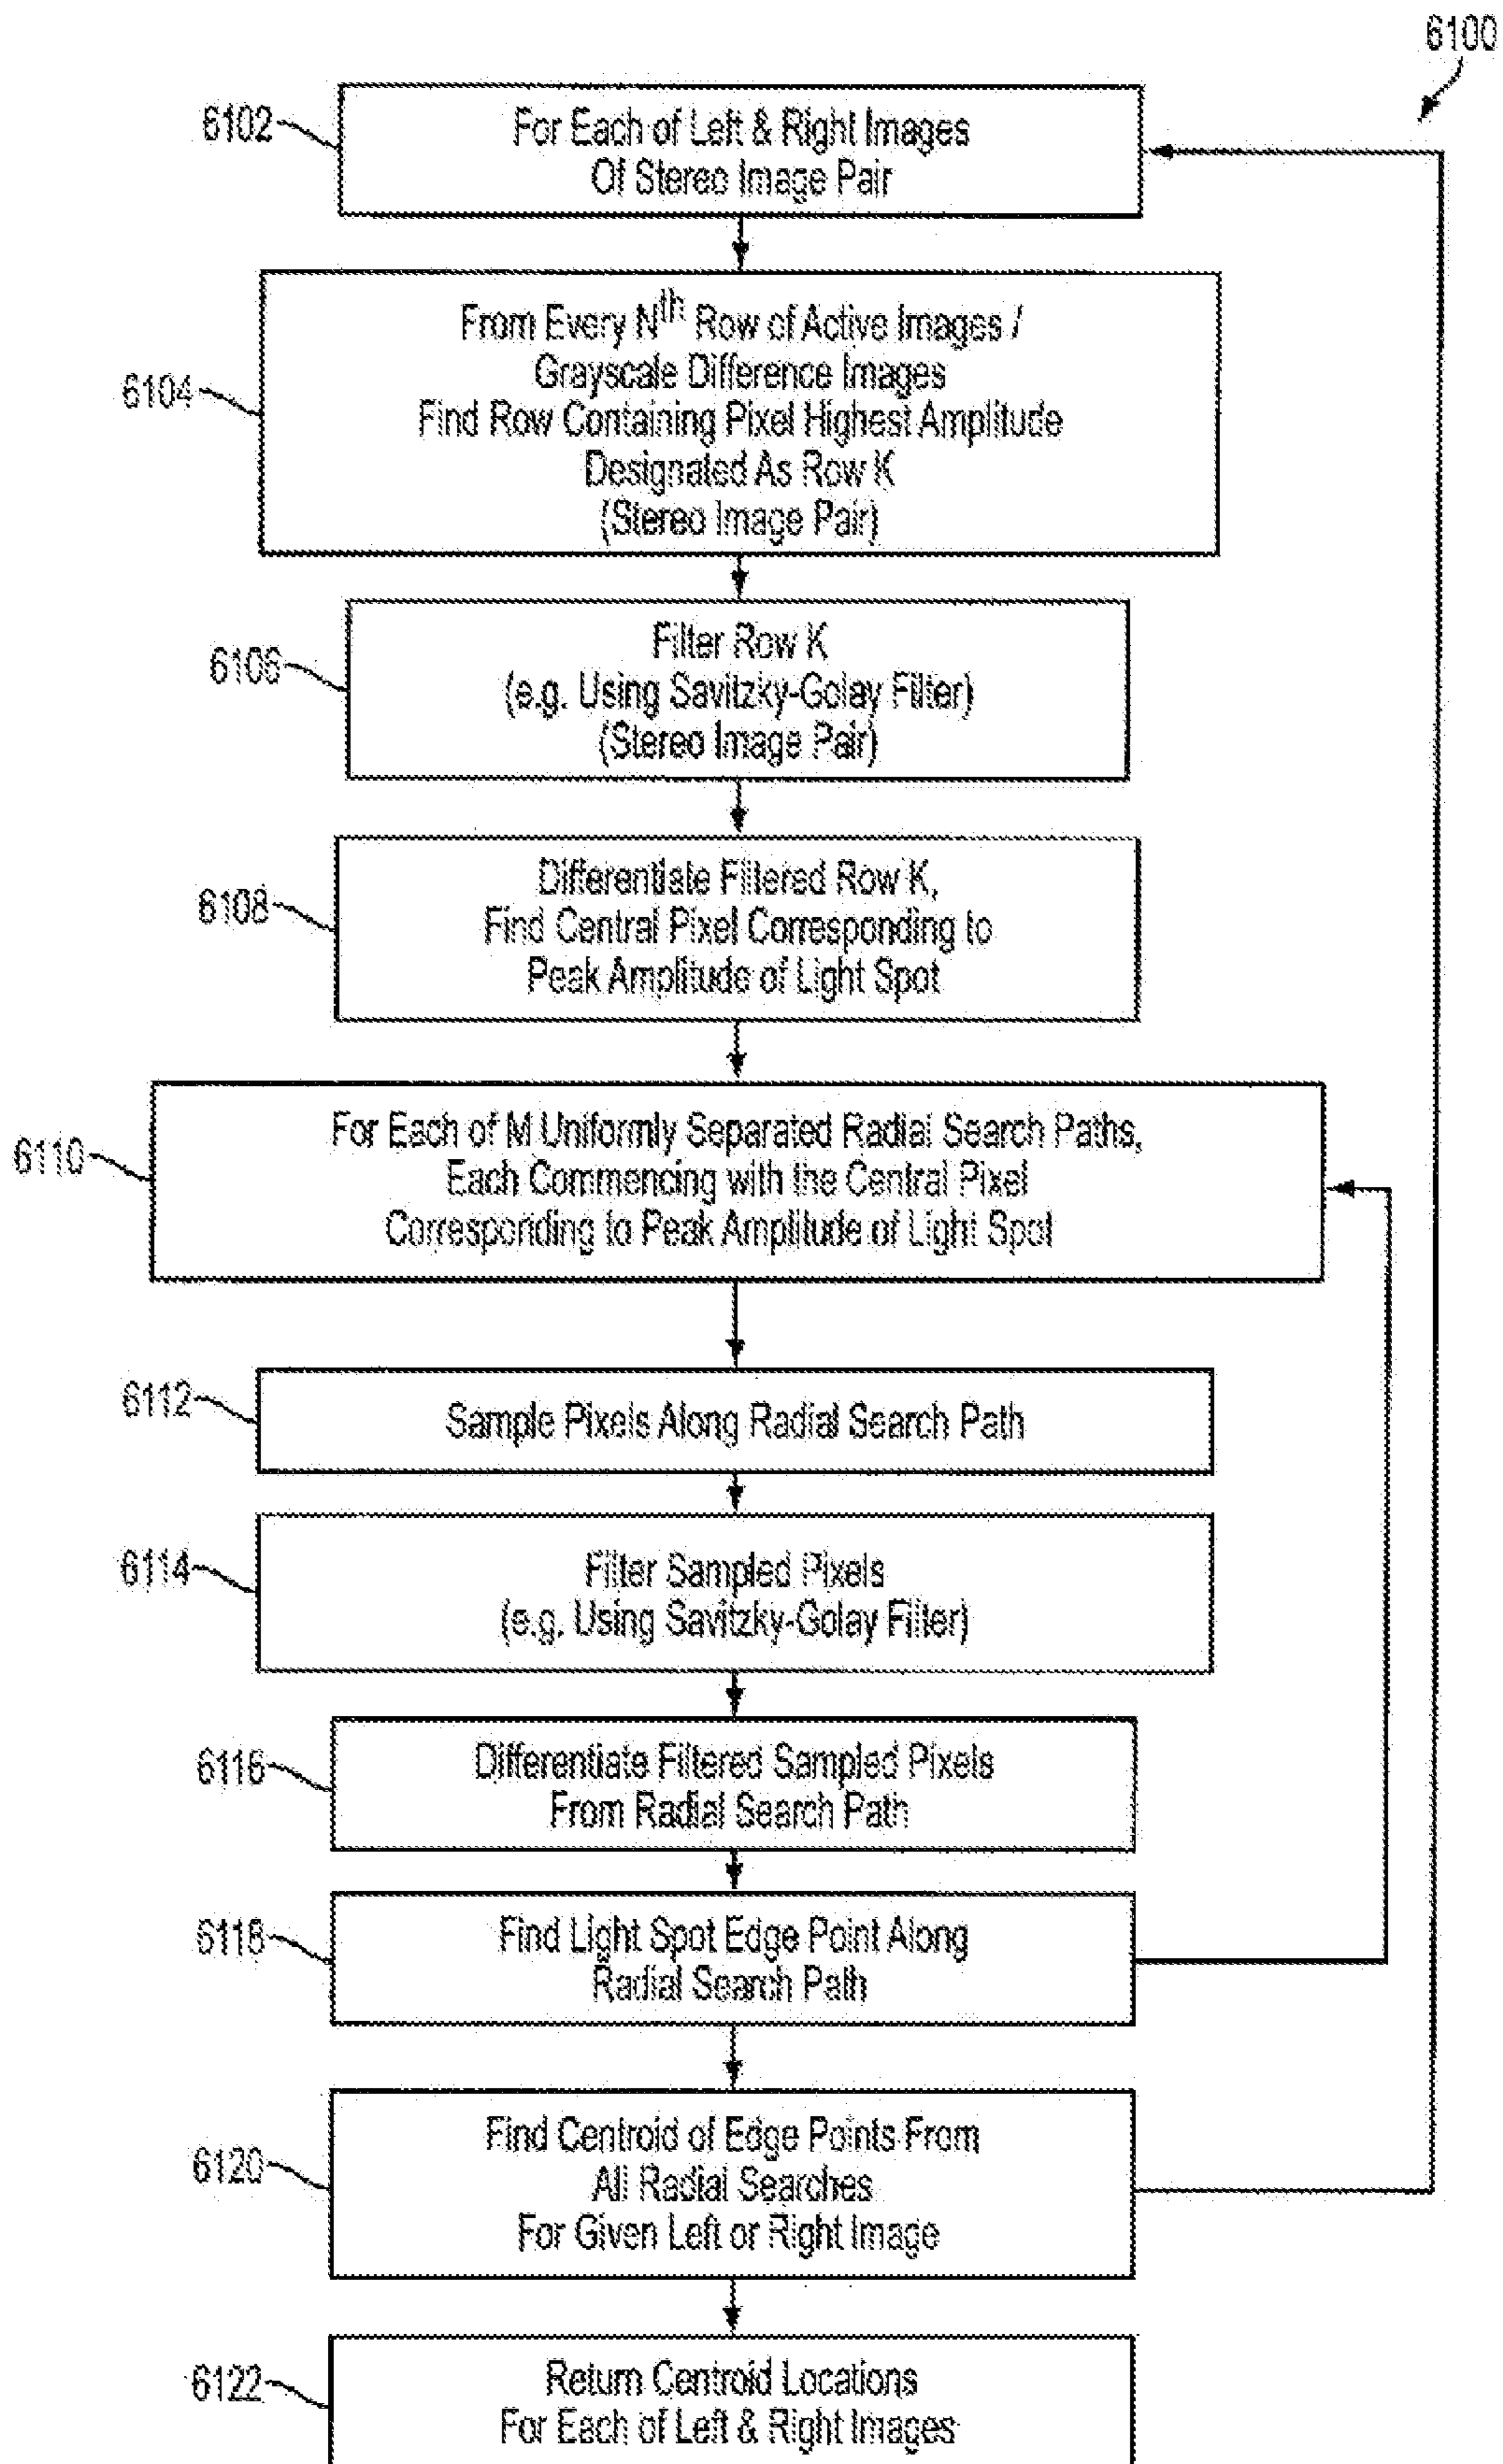 6100
6102
For Each of Left & Right Images
Of Stereo Image Pair
6104
From Every Nth Row of Active Images /
Grayscale Difference Images
Find Row Containing Pixel Highest Amplitude
Designated As Row K
(Stereo Image Pair)
6106
Filter Row K
(e.g. Using Savitzky-Golay Filter)
(Stereo Image Pair)
6108
Differentiate Filtered Row K,
Find Central Pixel Corresponding to
Peak Amplitude of Light Spot
6110
For Each of M Uniformly Separated Radial Search Paths,
Each Commencing with the Central Pixel
Corresponding to Peak Amplitude of Light Spot
6112
Sample Pixels Along Radial Search Path
6114
Filter Sampled Pixels
(e.g. Using Savitzky-Golay Filter)
6116
Differentiate Filtered Sampled Pixels
From Radial Search Path
6118
Find Light Spot Edge Point Along
Radial Search Path
6120
Find Centroid of Edge Points From
All Radial Searches
For Given Left or Right Image
6122
Return Centroid Locations
For Each of Left & Right Images